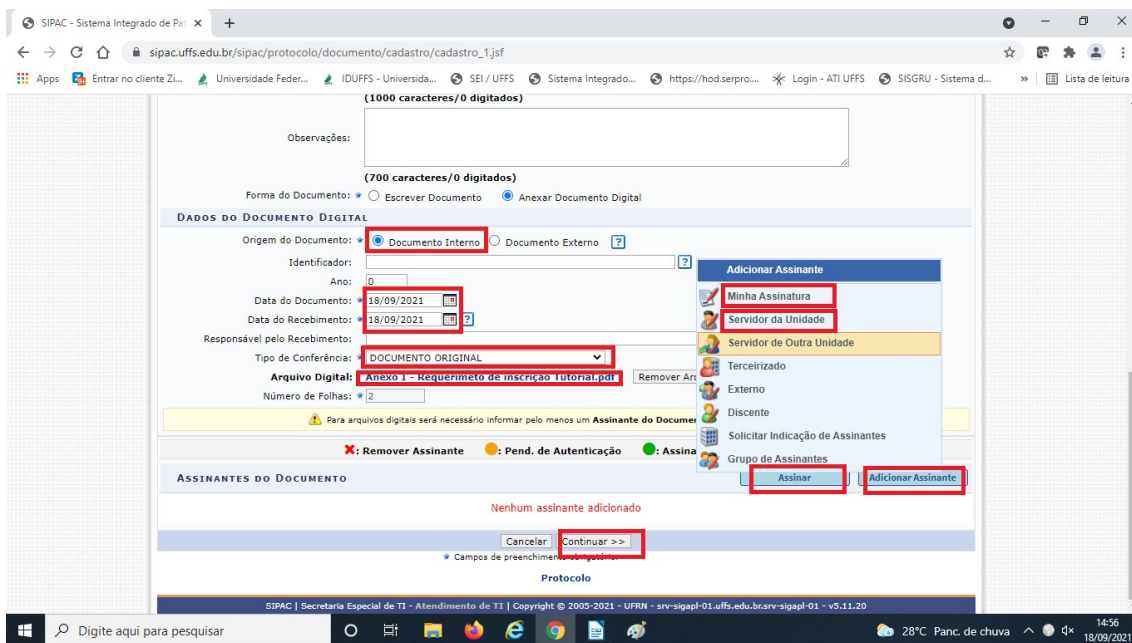 SIPAC - Sistema Integrado de Pat
sipac.uffs.edu.br/sipac/protocolo/documento/cadastro/cadastro_1.jsf
Apps Entrar no cliente Zi... Universidade Feder... IDUFFS - Universida... SEI / UFFS Sistema Integrado... https://hod.serpro.... Login - ATI UFFS SISGRU - Sistema d... » Lista de leitura
(1000 caracteres/0 digitados)
Observações:
(700 caracteres/0 digitados)
Forma do Documento: Escrever Documento Anexar Documento Digital
DADOS DO DOCUMENTO DIGITAL
Origem do Documento: Documento Interno Documento Externo ?
Identificador: ?
Ano: 0
Data do Documento: 18/09/2021
Data do Recebimento: 18/09/2021 ?
Responsável pelo Recebimento:
Tipo de Conferência: DOCUMENTO ORIGINAL
Arquivo Digital: Anexo I - Requerimeto de inscrição Tutorial.pdf Remover Arq
Número de Folhas: 2
Adicionar Assinante
Minha Assinatura
Servidor da Unidade
Servidor de Outra Unidade
Terceirizado
Externo
Discente
Solicitar Indicação de Assinantes
Grupo de Assinantes
Para arquivos digitais será necessário informar pelo menos um Assinante do Documen
X: Remover Assinante : Pend. de Autenticação : Assina
ASSINANTES DO DOCUMENTO Assinar Adicionar Assinante
Nenhum assinante adicionado
Cancelar Continuar >>
Campos de preenchimento
Protocolo
SIPAC | Secretaria Especial de TI - Atendimento de TI | Copyright © 2005-2021 - UFRN - srv-sigapl-01.uffs.edu.br.srv-sigapl-01 - v5.11.20
Digite aqui para pesquisar 28°C Panc. de chuva 14:56
18/09/2021